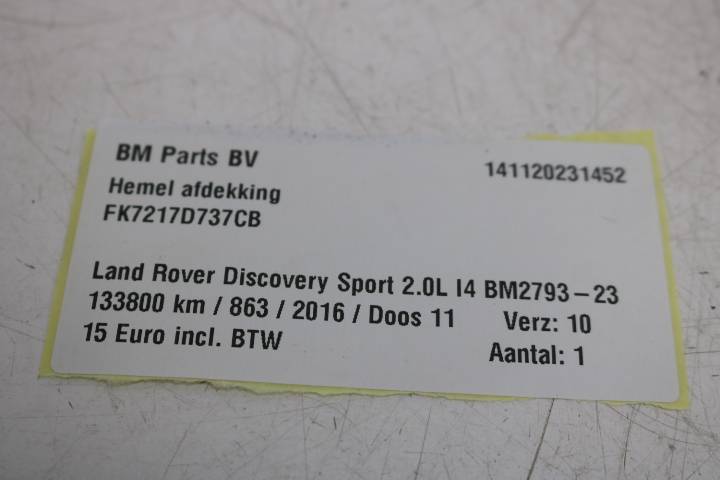 BM Parts BV 141120231452
Hemel afdekking
FK7217D737CB
Land Rover Discovery Sport 2.0L I4 BM2793-23
133800 km / 863 / 2016 / Doos 11 Verz: 10
15 Euro incl. BTW Aantal: 1